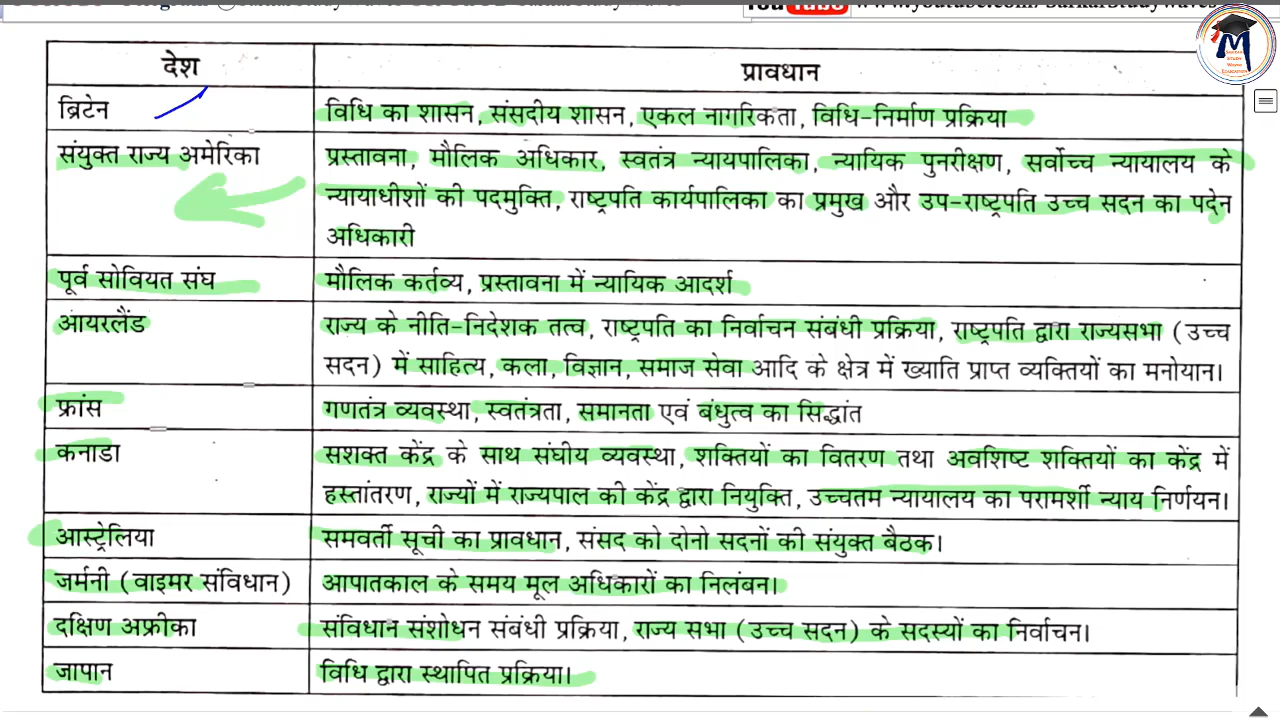 YouTube www.youtube.com/SarkarStudywaves
देश प्रावधान
ब्रिटेन विधि का शासन, संसदीय शासन, एकल नागरिकता, विधि-निर्माण प्रक्रिया
संयुक्त राज्य अमेरिका प्रस्तावना, मौलिक अधिकार, स्वतंत्र न्यायपालिका, न्यायिक पुनरीक्षण, सर्वोच्च न्यायालय के
न्यायाधीशों की पदमुक्ति, राष्ट्रपति कार्यपालिका का प्रमुख और उप-राष्ट्रपति उच्च सदन का पदेन
अधिकारी
पूर्व सोवियत संघ मौलिक कर्तव्य, प्रस्तावना में न्यायिक आदर्श
आयरलैंड राज्य के नीति-निदेशक तत्व, राष्ट्रपति का निर्वाचन संबंधी प्रक्रिया, राष्ट्रपति द्वारा राज्यसभा (उच्च
सदन) में साहित्य, कला, विज्ञान, समाज सेवा आदि के क्षेत्र में ख्याति प्राप्त व्यक्तियों का मनोयान।
फ्रांस गणतंत्र व्यवस्था, स्वतंत्रता, समानता एवं बंधुत्व का सिद्धांत
कनाडा सशक्त केंद्र के साथ संघीय व्यवस्था, शक्तियों का वितरण तथा अवशिष्ट शक्तियों का केंद्र में
हस्तांतरण, राज्यों में राज्यपाल की केंद्र द्वारा नियुक्ति, उच्चतम न्यायालय का परामर्शी न्याय निर्णयन।
आस्ट्रेलिया समवर्ती सूची का प्रावधान, संसद को दोनो सदनों की संयुक्त बैठक।
जर्मनी (वाइमर संविधान) आपातकाल के समय मूल अधिकारों का निलंबन।
दक्षिण अफ्रीका संविधान संशोधन संबंधी प्रक्रिया, राज्य सभा (उच्च सदन) के सदस्यों का निर्वाचन।
जापान विधि द्वारा स्थापित प्रक्रिया।